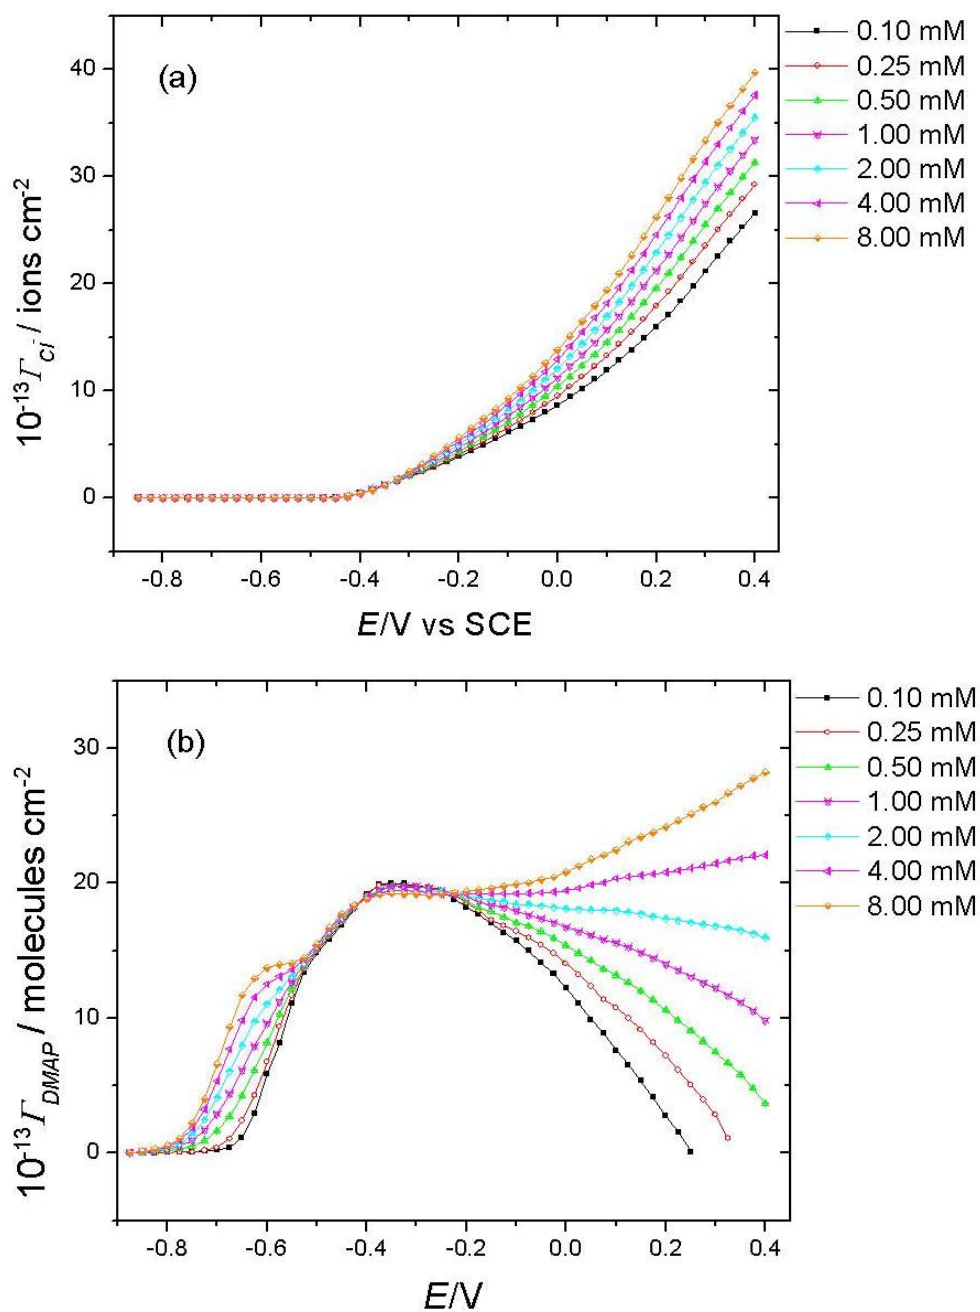 (a)
0.10 mM
0.25 mM
0.50 mM
1.00 mM
2.00 mM
4.00 mM
8.00 mM
10⁻¹³Γ_Cl⁻ / ions cm⁻²
40
30
20
10
0
-0.8 -0.6 -0.4 -0.2 0.0 0.2 0.4
E/V vs SCE
(b)
0.10 mM
0.25 mM
0.50 mM
1.00 mM
2.00 mM
4.00 mM
8.00 mM
10⁻¹³Γ_DMAP / molecules cm⁻²
30
20
10
0
-0.8 -0.6 -0.4 -0.2 0.0 0.2 0.4
E/V